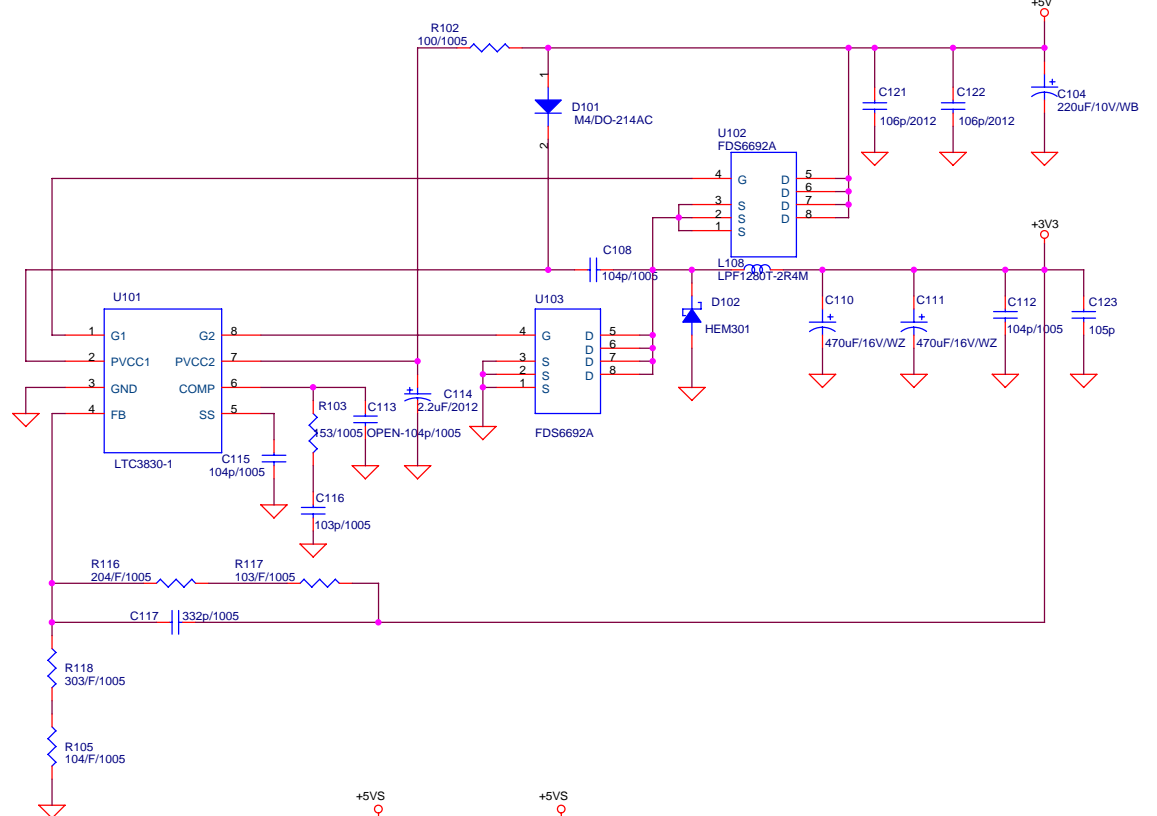 +5V
R102
100/1005
1
D101
M4/DO-214AC
2
C121
106p/2012
C122
106p/2012
C104
220uF/10V/WB
U102
FDS6692A
4 G D 5
D 6
3 S D 7
2 S D 8
1 S
+3V3
C108
104p/1005
L108
LPF1280T-2R4M
U101
1 G1 G2 8
2 PVCC1 PVCC2 7
3 GND COMP 6
4 FB SS 5
LTC3830-1
U103
4 G D 5
D 6
3 S D 7
2 S D 8
1 S
FDS6692A
D102
HEM301
C110
470uF/16V/WZ
C111
470uF/16V/WZ
C112
104p/1005
C123
105p
C114
2.2uF/2012
R103
153/1005
C113
OPEN-104p/1005
C115
104p/1005
C116
103p/1005
R116
204/F/1005
R117
103/F/1005
C117 332p/1005
R118
303/F/1005
R105
104/F/1005
+5VS +5VS